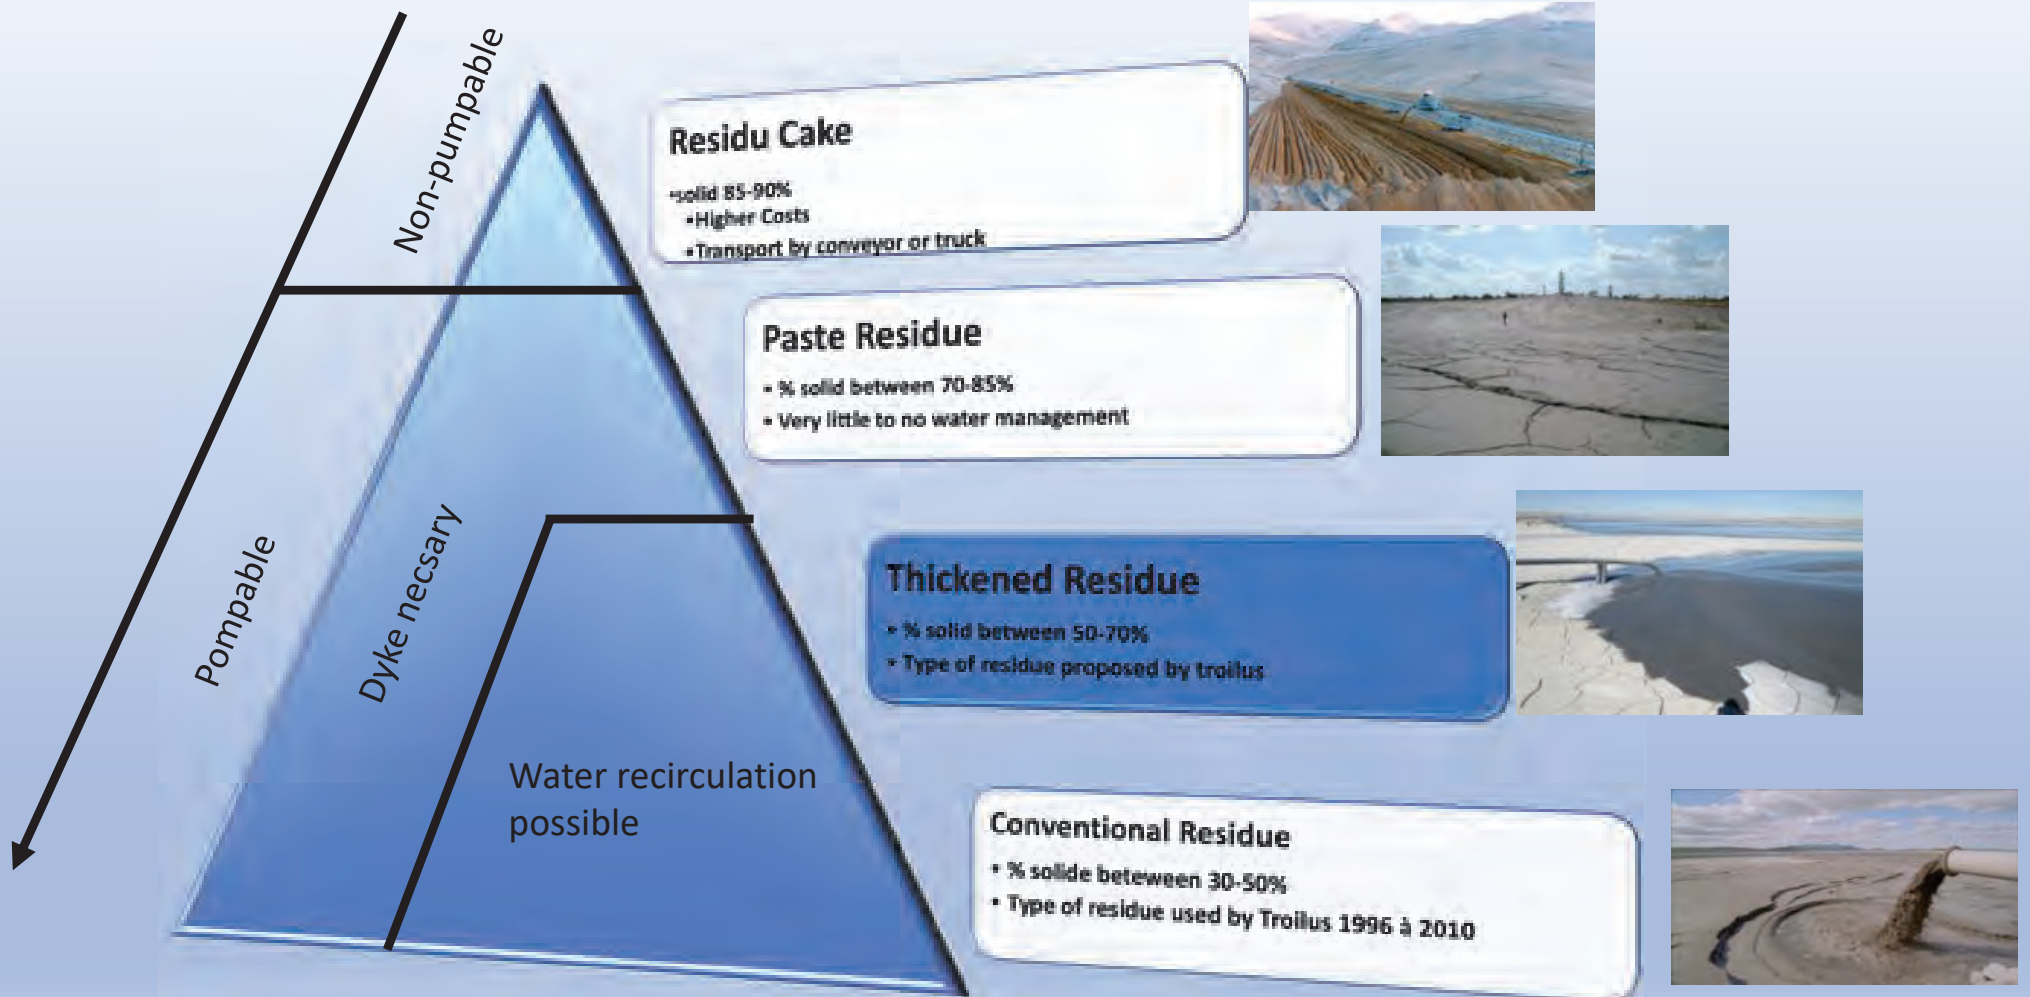 Non-pumpable
Residu Cake
•solid 85-90%
•Higher Costs
•Transport by conveyor or truck
Paste Residue
• % solid between 70-85%
• Very little to no water management
Pompable
Dyke necsary
Thickened Residue
• % solid between 50-70%
• Type of residue proposed by troilus
Water recirculation
possible
Conventional Residue
• % solide beteween 30-50%
• Type of residue used by Troilus 1996 à 2010